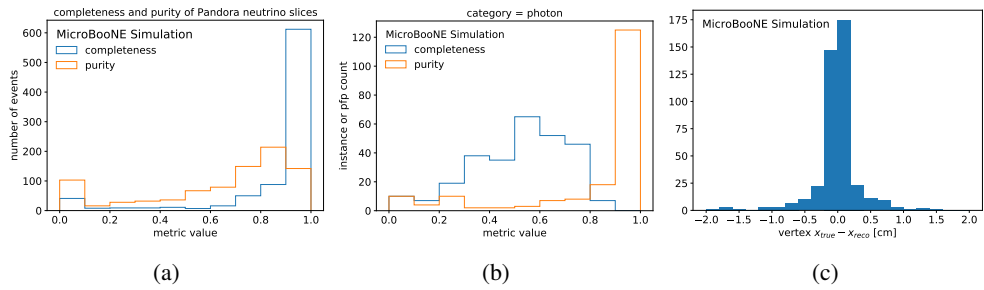 completeness and purity of Pandora neutrino slices
MicroBooNE Simulation
completeness
purity
number of events
600
500
400
300
200
100
0
0.0 0.2 0.4 0.6 0.8 1.0
metric value
(a)
category = photon
MicroBooNE Simulation
completeness
purity
instance or pfp count
120
100
80
60
40
20
0
0.0 0.2 0.4 0.6 0.8 1.0
metric value
(b)
MicroBooNE Simulation
175
150
125
100
75
50
25
0
−2.0 −1.5 −1.0 −0.5 0.0 0.5 1.0 1.5 2.0
vertex x_true − x_reco [cm]
(c)